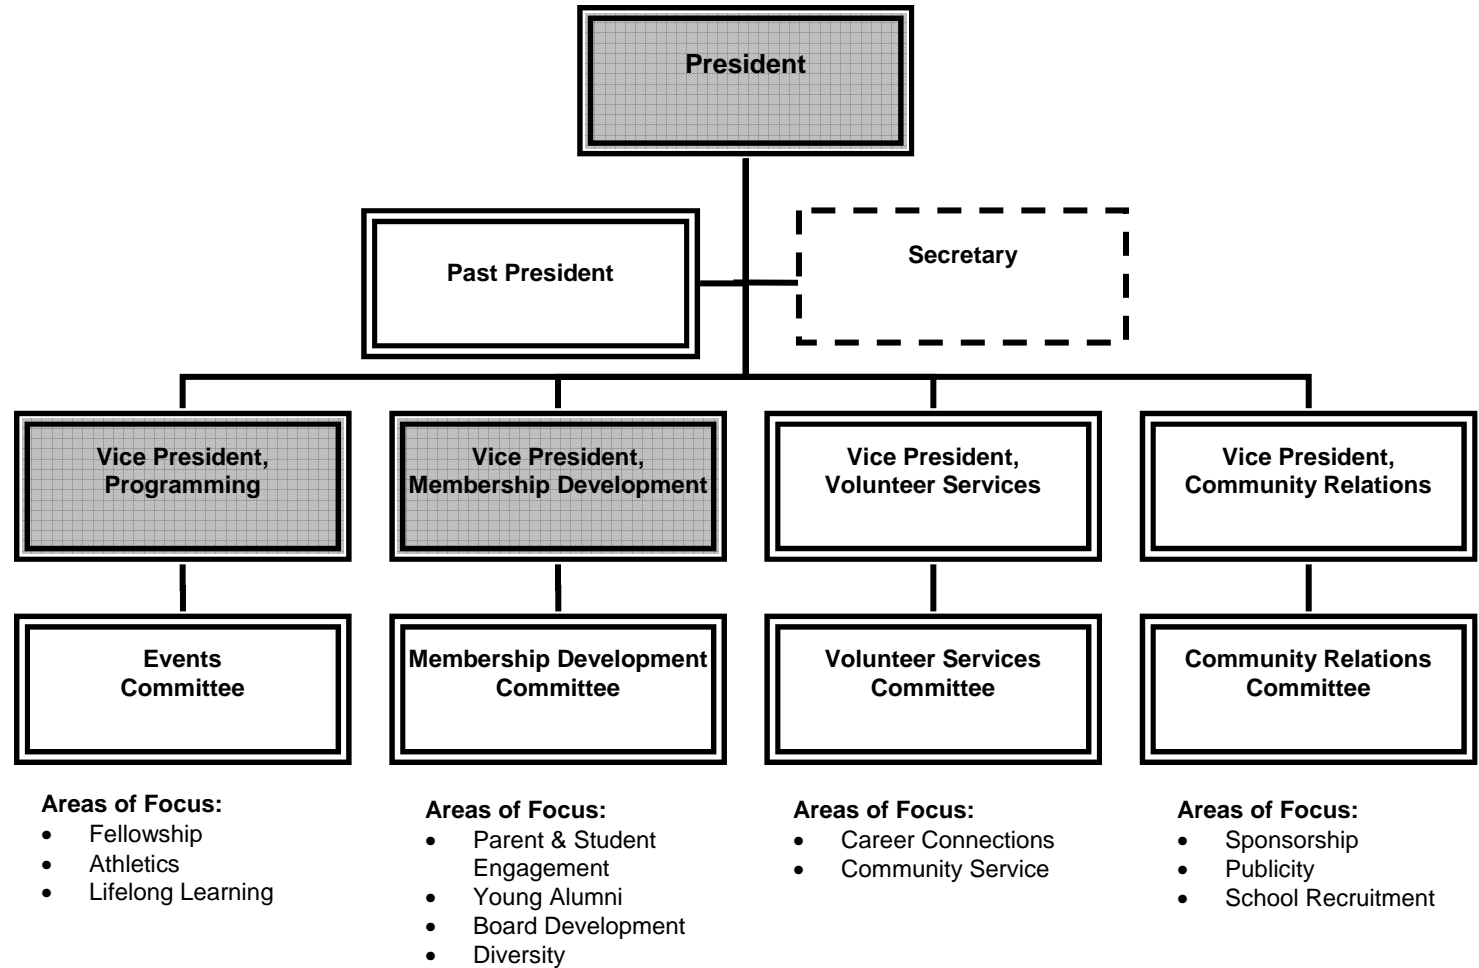 President
Past President
Secretary
Vice President,
Programming
Vice President,
Membership Development
Vice President,
Volunteer Services
Vice President,
Community Relations
Events
Committee
Membership Development
Committee
Volunteer Services
Committee
Community Relations
Committee
Areas of Focus:
• Fellowship
• Athletics
• Lifelong Learning
Areas of Focus:
• Parent & Student
Engagement
• Young Alumni
• Board Development
• Diversity
Areas of Focus:
• Career Connections
• Community Service
Areas of Focus:
• Sponsorship
• Publicity
• School Recruitment